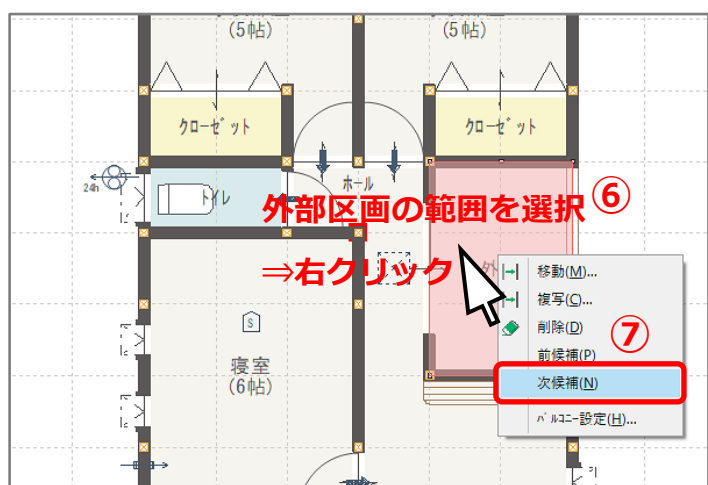 (5帖)
(5帖)
クローゼット
クローゼット
24h
トイレ
ホール
外部区画の範囲を選択⑥
⇒右クリック
外
移動(M)...
複写(C)...
削除(D)
⑦
前候補(P)
次候補(N)
バルコニー設定(H)...
S
寝室
(6帖)